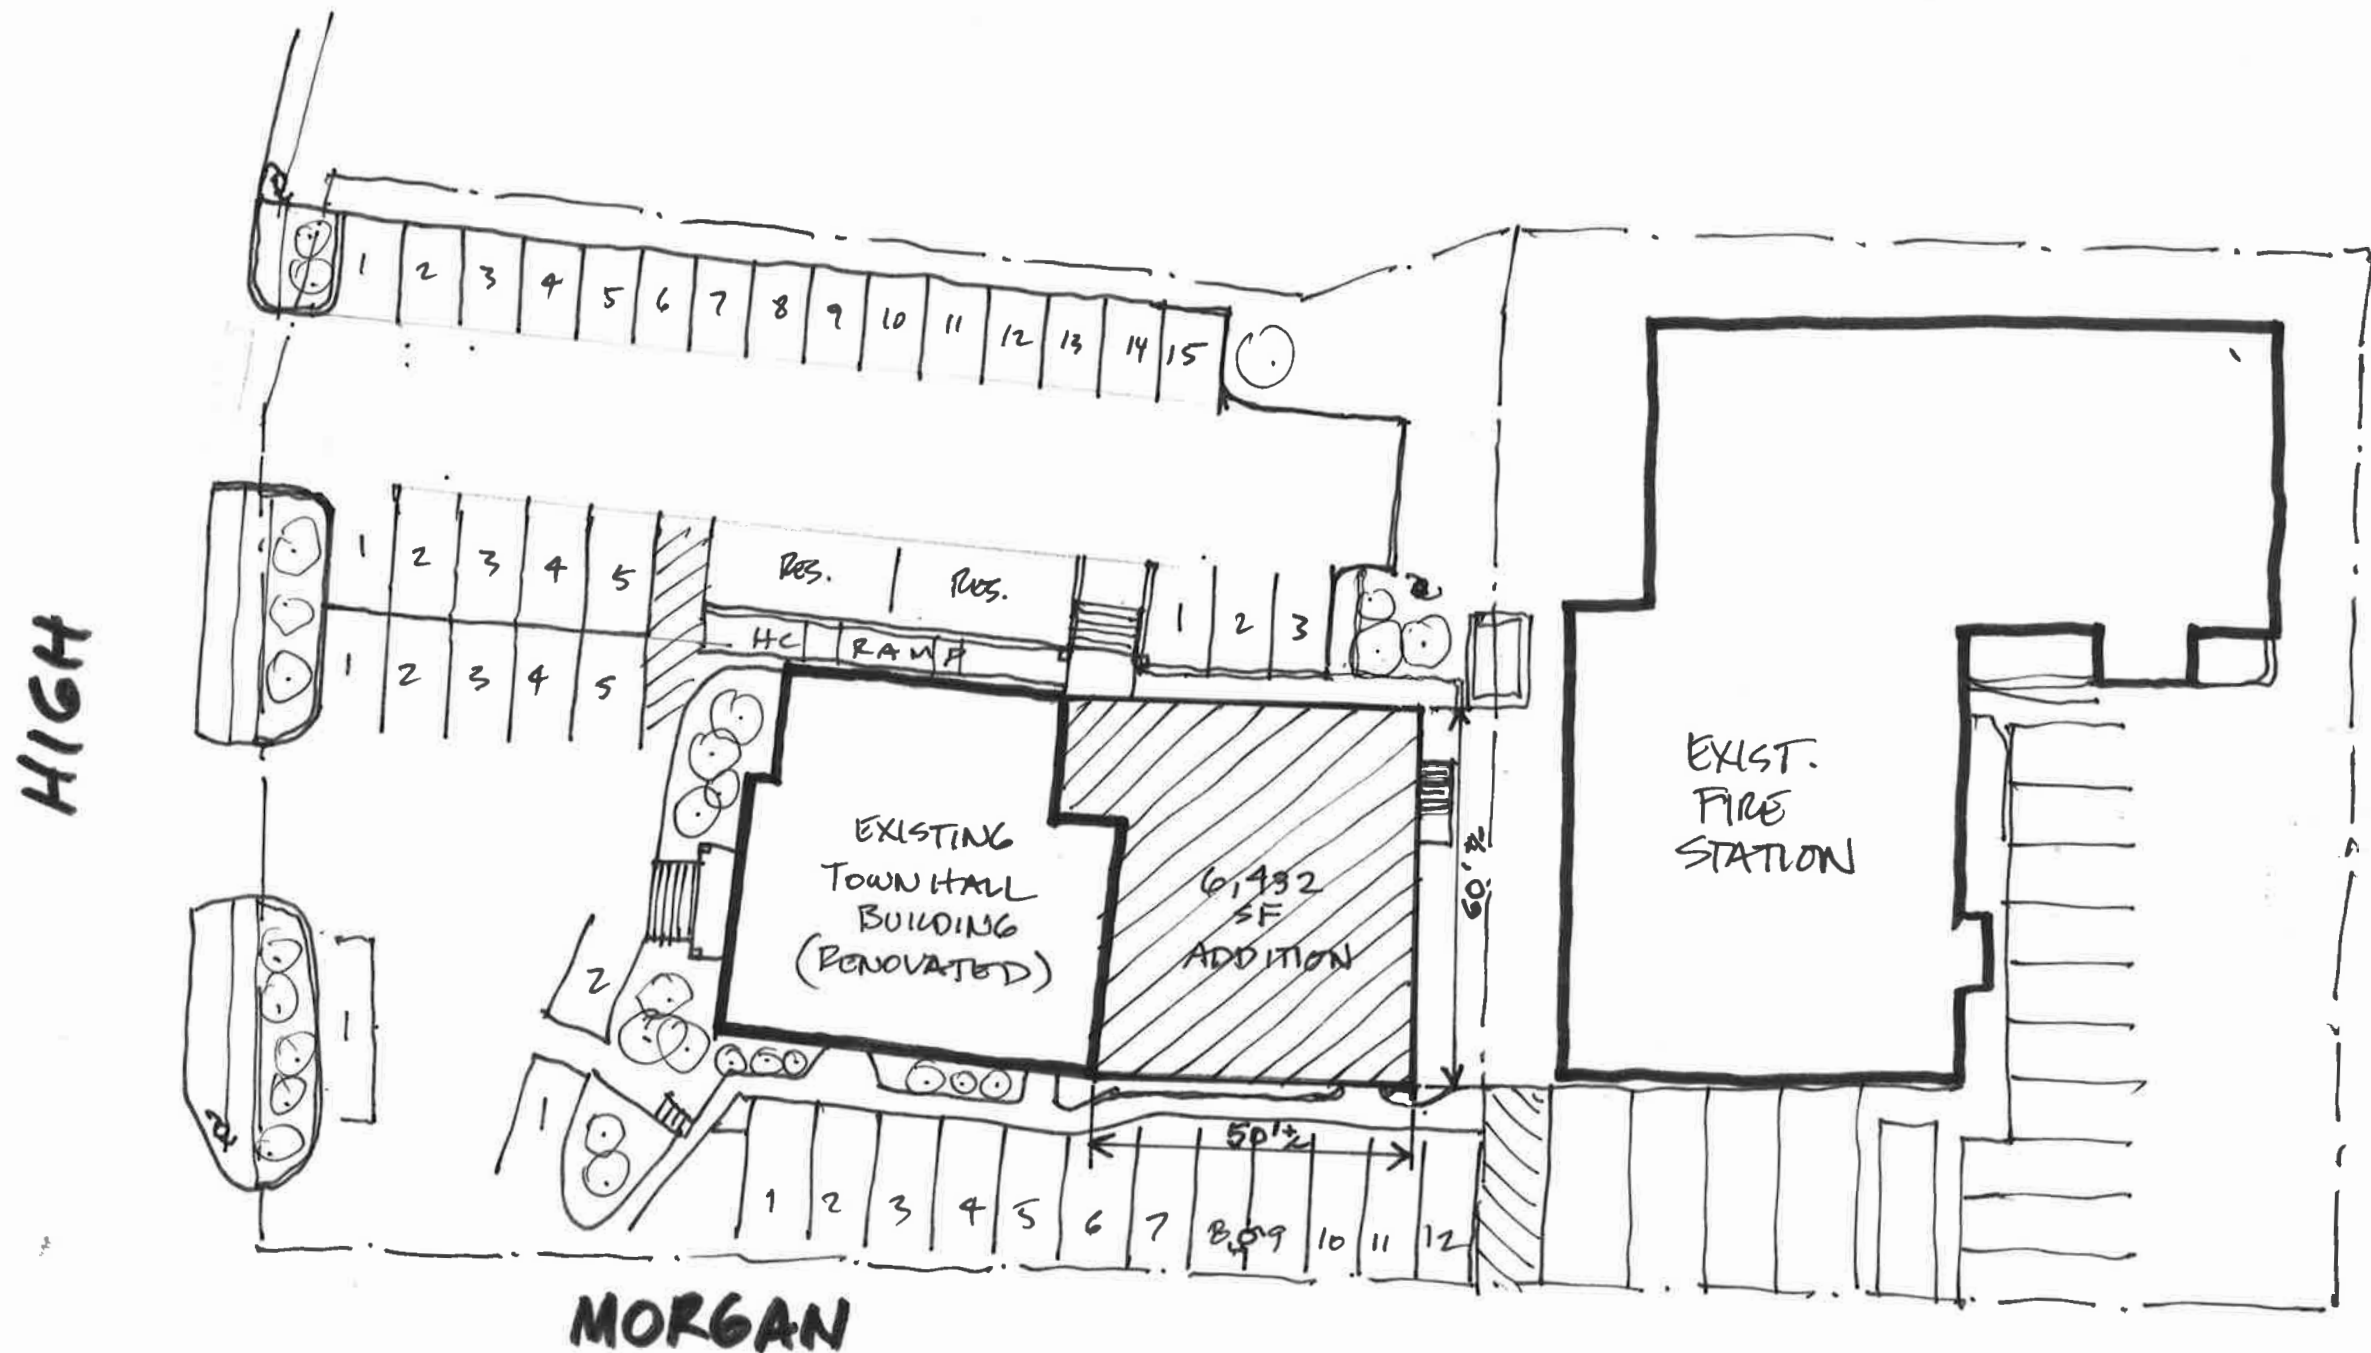 1 2 3 4 5 6 7 8 9 10 11 12 13 14 15
1 2 3 4 5
RES.
RES.
1 2 3
HC RAMP
1 2 3 4 5
HIGH
EXISTING
TOWN HALL
BUILDING
(RENOVATED)
6,432
SF
ADDITION
60'±
EXIST.
FIRE
STATION
2
1
1
50'±
1 2 3 4 5 6 7 8 9 10 11 12
MORGAN